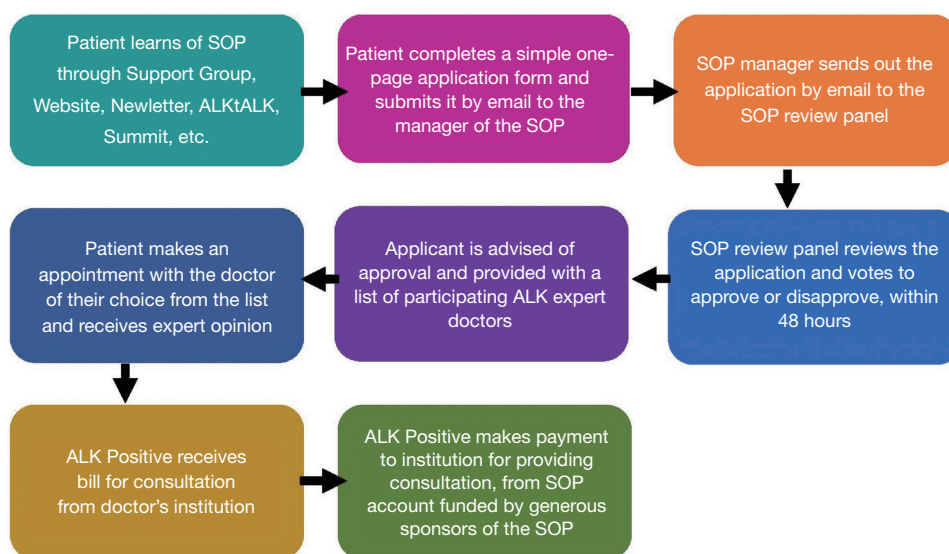 Patient learns of SOP
through Support Group,
Website, Newletter, ALKtALK,
Summit, etc.
Patient completes a simple one-
page application form and
submits it by email to the
manager of the SOP
SOP manager sends out the
application by email to the
SOP review panel
SOP review panel reviews the
application and votes to
approve or disapprove, within
48 hours
Applicant is advised of
approval and provided with a
list of participating ALK expert
doctors
Patient makes an
appointment with the doctor
of their choice from the list
and receives expert opinion
ALK Positive receives
bill for consultation
from doctor's institution
ALK Positive makes payment
to institution for providing
consultation, from SOP
account funded by generous
sponsors of the SOP